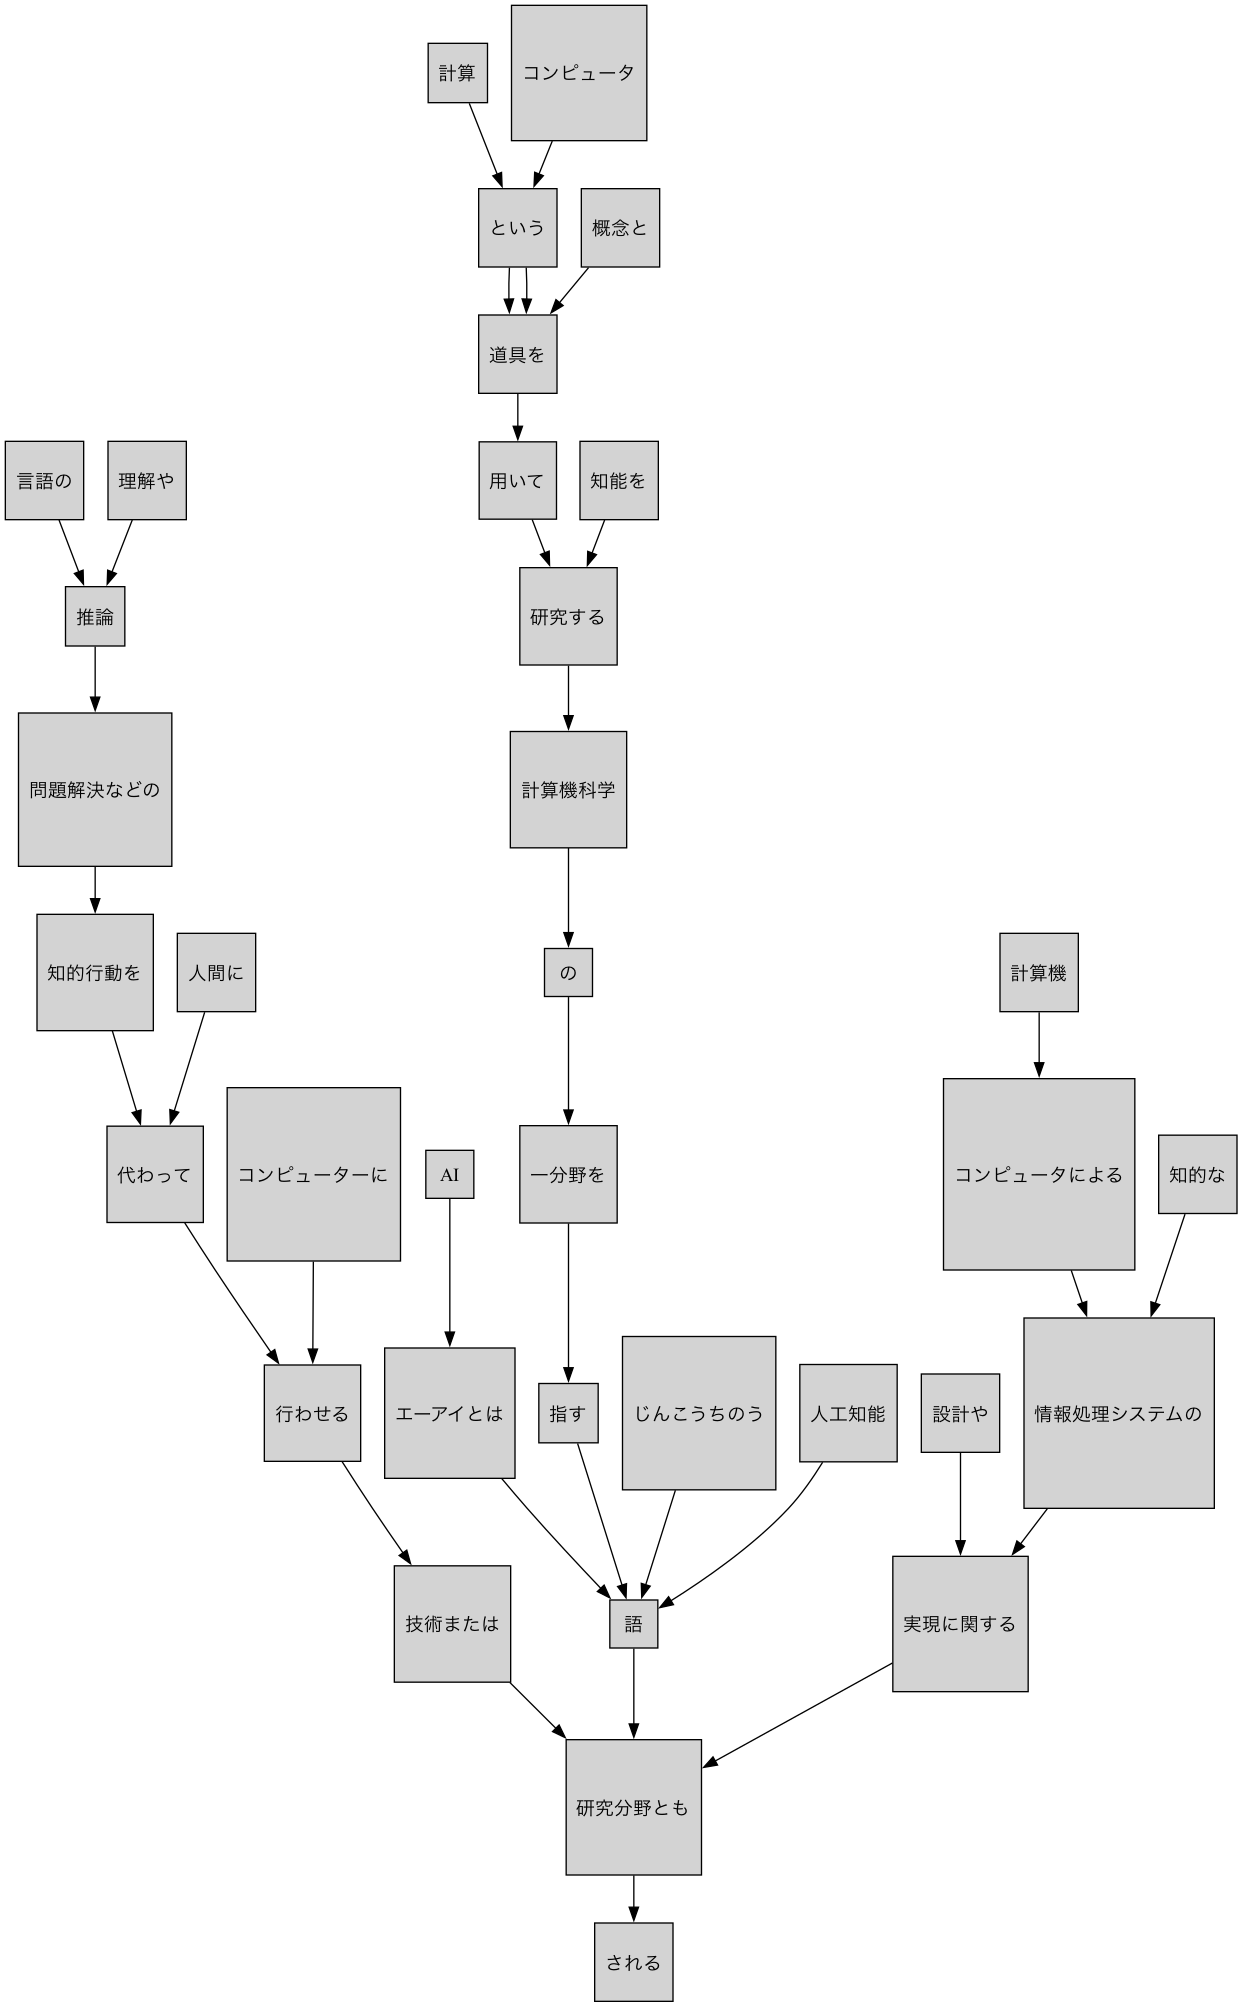 計算
コンピュータ
という
概念と
道具を
用いて
知能を
言語の
理解や
推論
研究する
問題解決などの
計算機科学
知的行動を
人間に
の
計算機
代わって
コンピューターに
AI
一分野を
コンピュータによる
知的な
行わせる
エーアイとは
指す
じんこうちのう
人工知能
設計や
情報処理システムの
技術または
語
実現に関する
研究分野とも
される